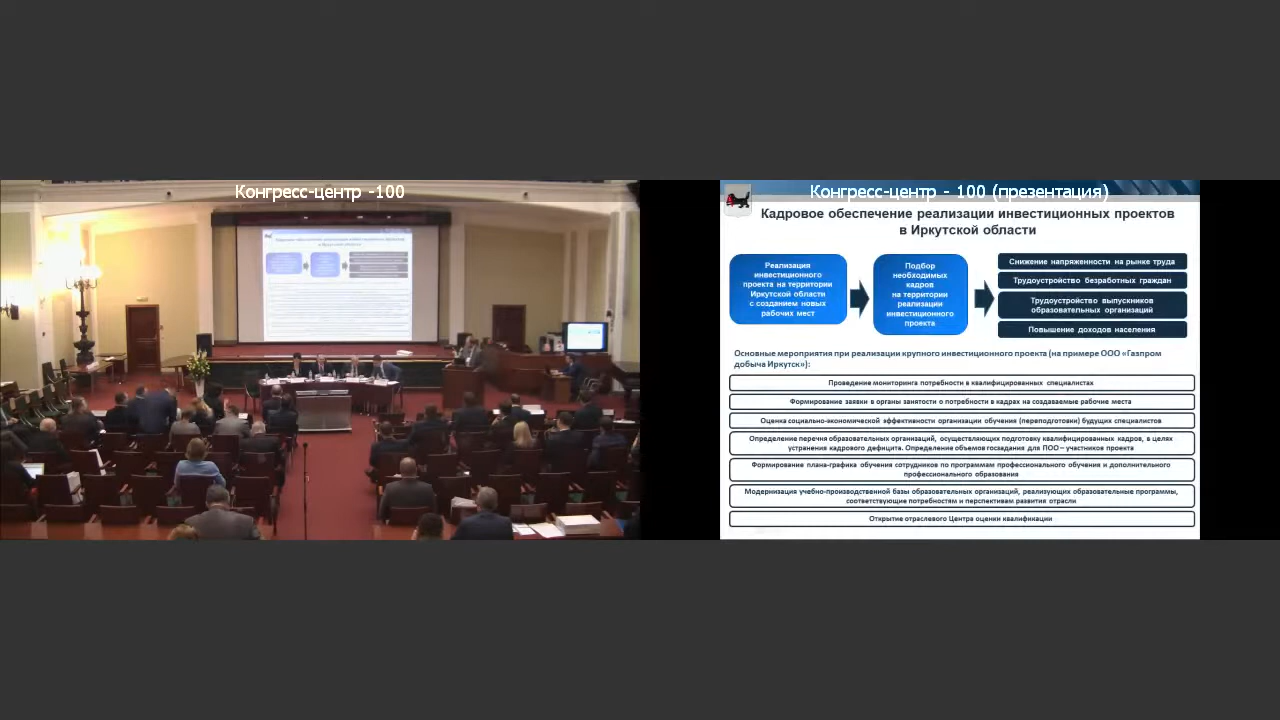 Конгресс-центр -100
Конгресс-центр - 100 (презентация)
Кадровое обеспечение реализации инвестиционных проектов
в Иркутской области
Реализация
инвестиционного
проекта на территории
Иркутской области
с созданием новых
рабочих мест
Подбор
необходимых
кадров
на территории
реализации
инвестиционного
проекта
Снижение напряженности на рынке труда
Трудоустройство безработных граждан
Трудоустройство выпускников
образовательных организаций
Повышение доходов населения
Основные мероприятия при реализации крупного инвестиционного проекта (на примере ООО «Газпром
добыча Иркутск»):
Проведение мониторинга потребности в квалифицированных специалистах
Формирование заявки в органы занятости о потребности в кадрах на создаваемые рабочие места
Оценка социально-экономической эффективности организации обучения (переподготовки) будущих специалистов
Определение перечня образовательных организаций, осуществляющих подготовку квалифицированных кадров, в целях
устранения кадрового дефицита. Определение объемов госзадания для ПОО – участников проекта
Формирование плана-графика обучения сотрудников по программам профессионального обучения и дополнительного
профессионального образования
Модернизация учебно-производственной базы образовательных организаций, реализующих образовательные программы,
соответствующие потребностям и перспективам развития отрасли
Открытие отраслевого Центра оценки квалификации